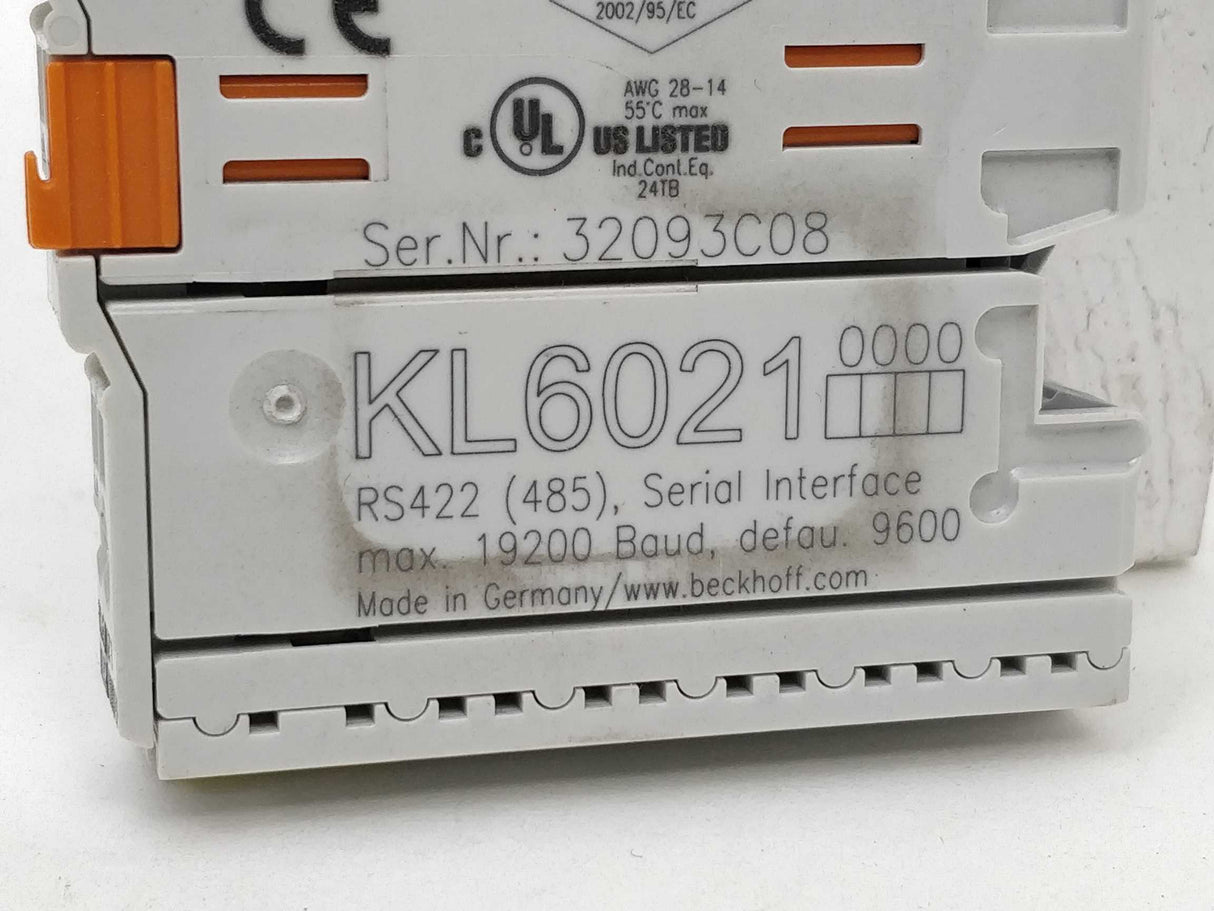 CE
2002/95/EC
AWG 28-14
55°C max
C UL US LISTED
Ind.Cont.Eq.
24TB
Ser.Nr.: 32093C08
KL6021 0000
RS422 (485), Serial Interface
max. 19200 Baud, defau. 9600
Made in Germany/www.beckhoff.com